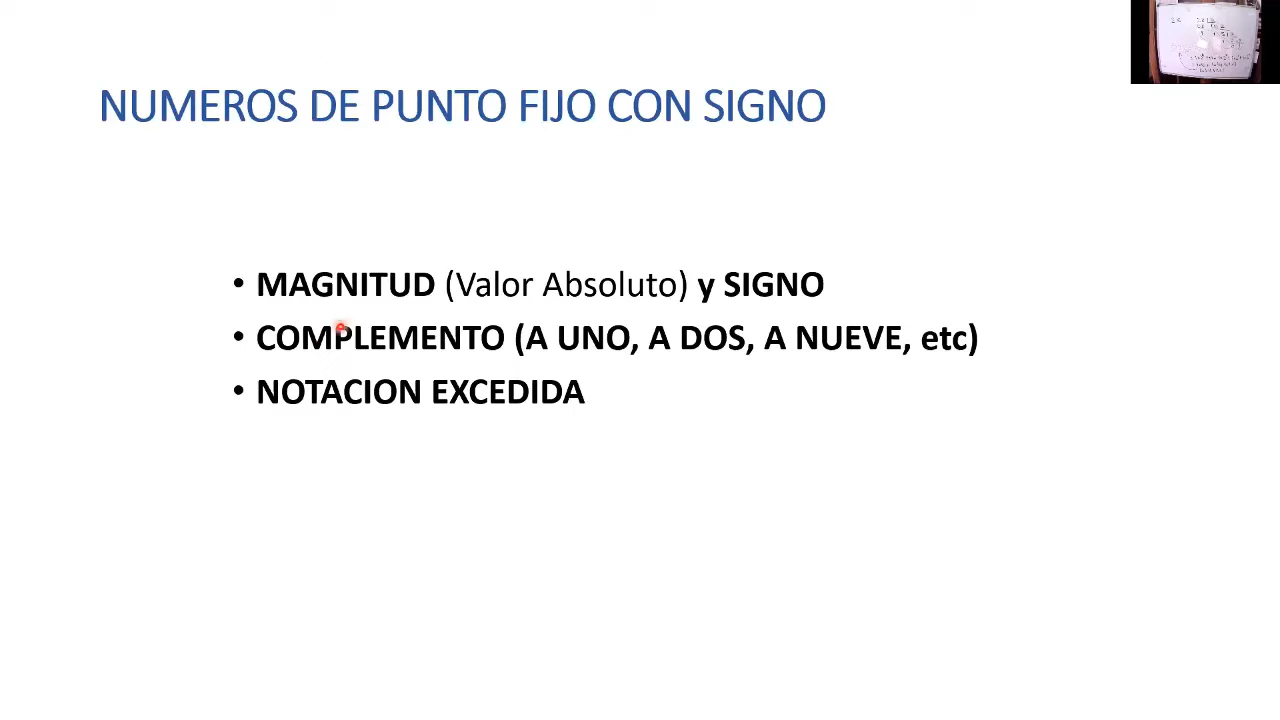 NUMEROS DE PUNTO FIJO CON SIGNO
• MAGNITUD (Valor Absoluto) y SIGNO
• COMPLEMENTO (A UNO, A DOS, A NUEVE, etc)
• NOTACION EXCEDIDA